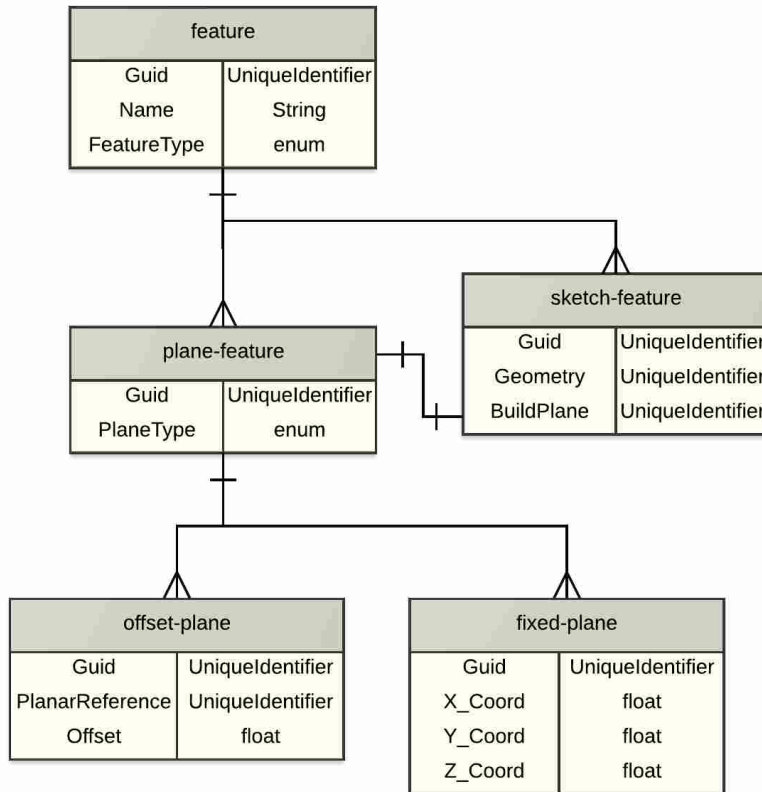 feature
Guid UniqueIdentifier
Name String
FeatureType enum
sketch-feature
Guid UniqueIdentifier
Geometry UniqueIdentifier
BuildPlane UniqueIdentifier
plane-feature
Guid UniqueIdentifier
PlaneType enum
offset-plane
Guid UniqueIdentifier
PlanarReference UniqueIdentifier
Offset float
fixed-plane
Guid UniqueIdentifier
X_Coord float
Y_Coord float
Z_Coord float